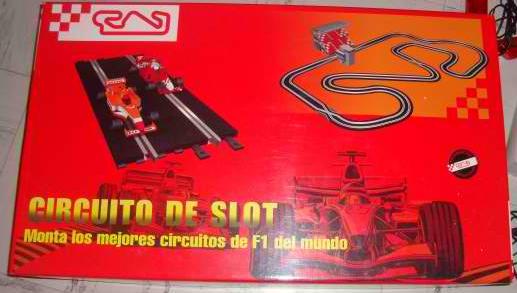 CIRCUITO DE SLOT
Monta los mejores circuitos de F1 del mundo